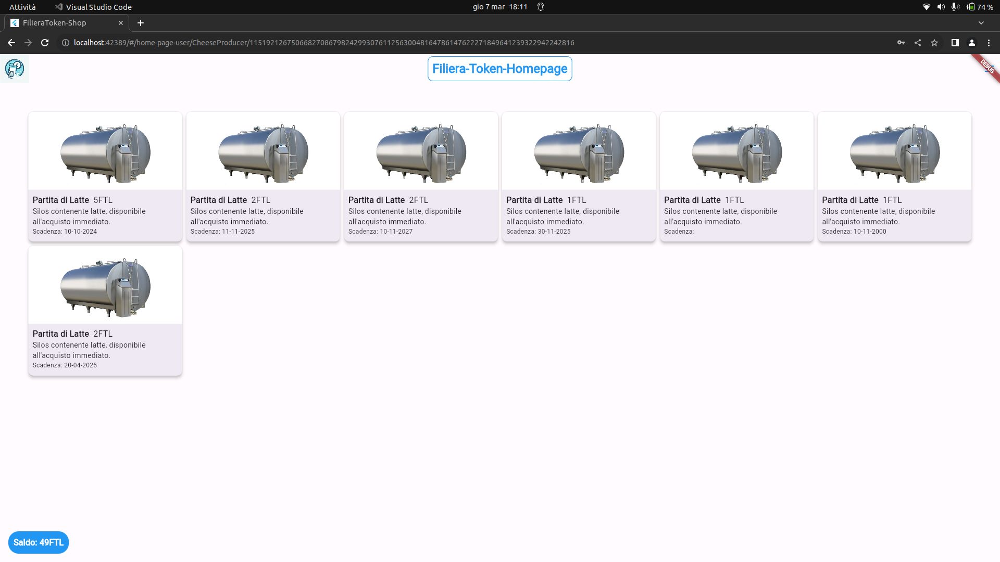 Attività
Visual Studio Code
gio 7 mar 18:11
74 %
FilieraToken-Shop
localhost:42389/#/home-page-user/CheeseProducer/115192126750668270867982429930761125630048164786147622271849641239322942242816
Filiera-Token-Homepage
DEBUG
Partita di Latte 5FTL
Silos contenente latte, disponibile
all'acquisto immediato.
Scadenza: 10-10-2024
Partita di Latte 2FTL
Silos contenente latte, disponibile
all'acquisto immediato.
Scadenza: 11-11-2025
Partita di Latte 2FTL
Silos contenente latte, disponibile
all'acquisto immediato.
Scadenza: 10-11-2027
Partita di Latte 1FTL
Silos contenente latte, disponibile
all'acquisto immediato.
Scadenza: 30-11-2025
Partita di Latte 1FTL
Silos contenente latte, disponibile
all'acquisto immediato.
Scadenza:
Partita di Latte 1FTL
Silos contenente latte, disponibile
all'acquisto immediato.
Scadenza: 10-11-2000
Partita di Latte 2FTL
Silos contenente latte, disponibile
all'acquisto immediato.
Scadenza: 20-04-2025
Saldo: 49FTL